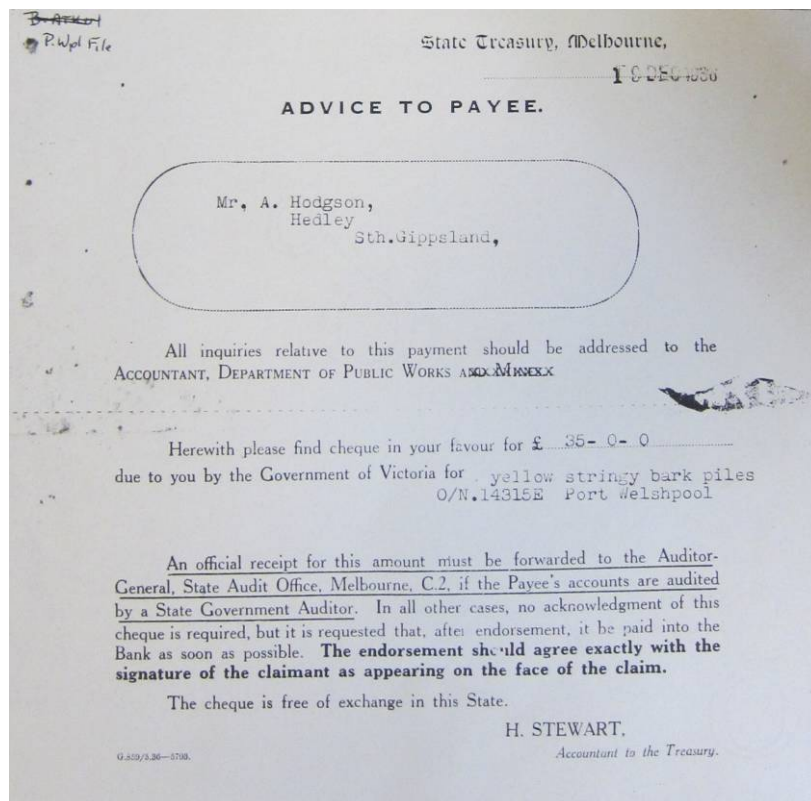 P. Wpl File
State Treasury, Melbourne,
DEC 1936
ADVICE TO PAYEE.
Mr. A. Hodgson,
Hedley
Sth.Gippsland,
All inquiries relative to this payment should be addressed to the
ACCOUNTANT, DEPARTMENT OF PUBLIC WORKS
Herewith please find cheque in your favour for £ 35- 0- 0
due to you by the Government of Victoria for yellow stringy bark piles
O/N.14315E Port Welshpool
An official receipt for this amount must be forwarded to the Auditor-
General, State Audit Office, Melbourne, C.2, if the Payee's accounts are audited
by a State Government Auditor. In all other cases, no acknowledgment of this
cheque is required, but it is requested that, after endorsement, it be paid into the
Bank as soon as possible. The endorsement should agree exactly with the
signature of the claimant as appearing on the face of the claim.
The cheque is free of exchange in this State.
H. STEWART,
Accountant to the Treasury.